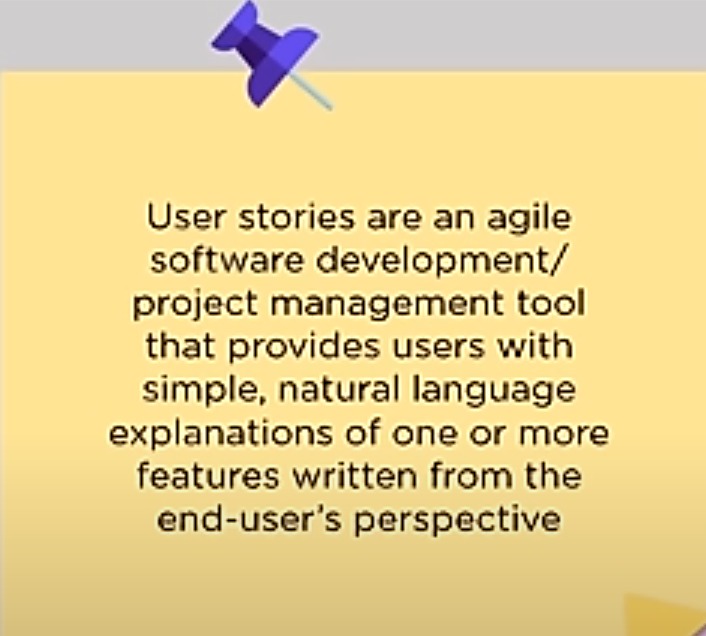 User stories are an agile
software development/
project management tool
that provides users with
simple, natural language
explanations of one or more
features written from the
end-user's perspective